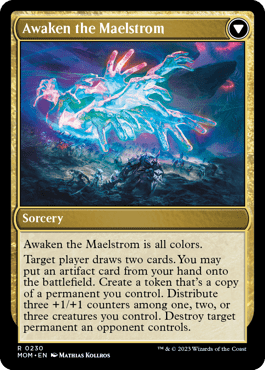 Awaken the Maelstrom
Sorcery
Awaken the Maelstrom is all colors.
Target player draws two cards. You may
put an artifact card from your hand onto
the battlefield. Create a token that's a
copy of a permanent you control. Distribute
three +1/+1 counters among one, two, or
three creatures you control. Destroy target
permanent an opponent controls.
R 0230
MOM • EN Mathias Kollros
™ & © 2023 Wizards of the Coast